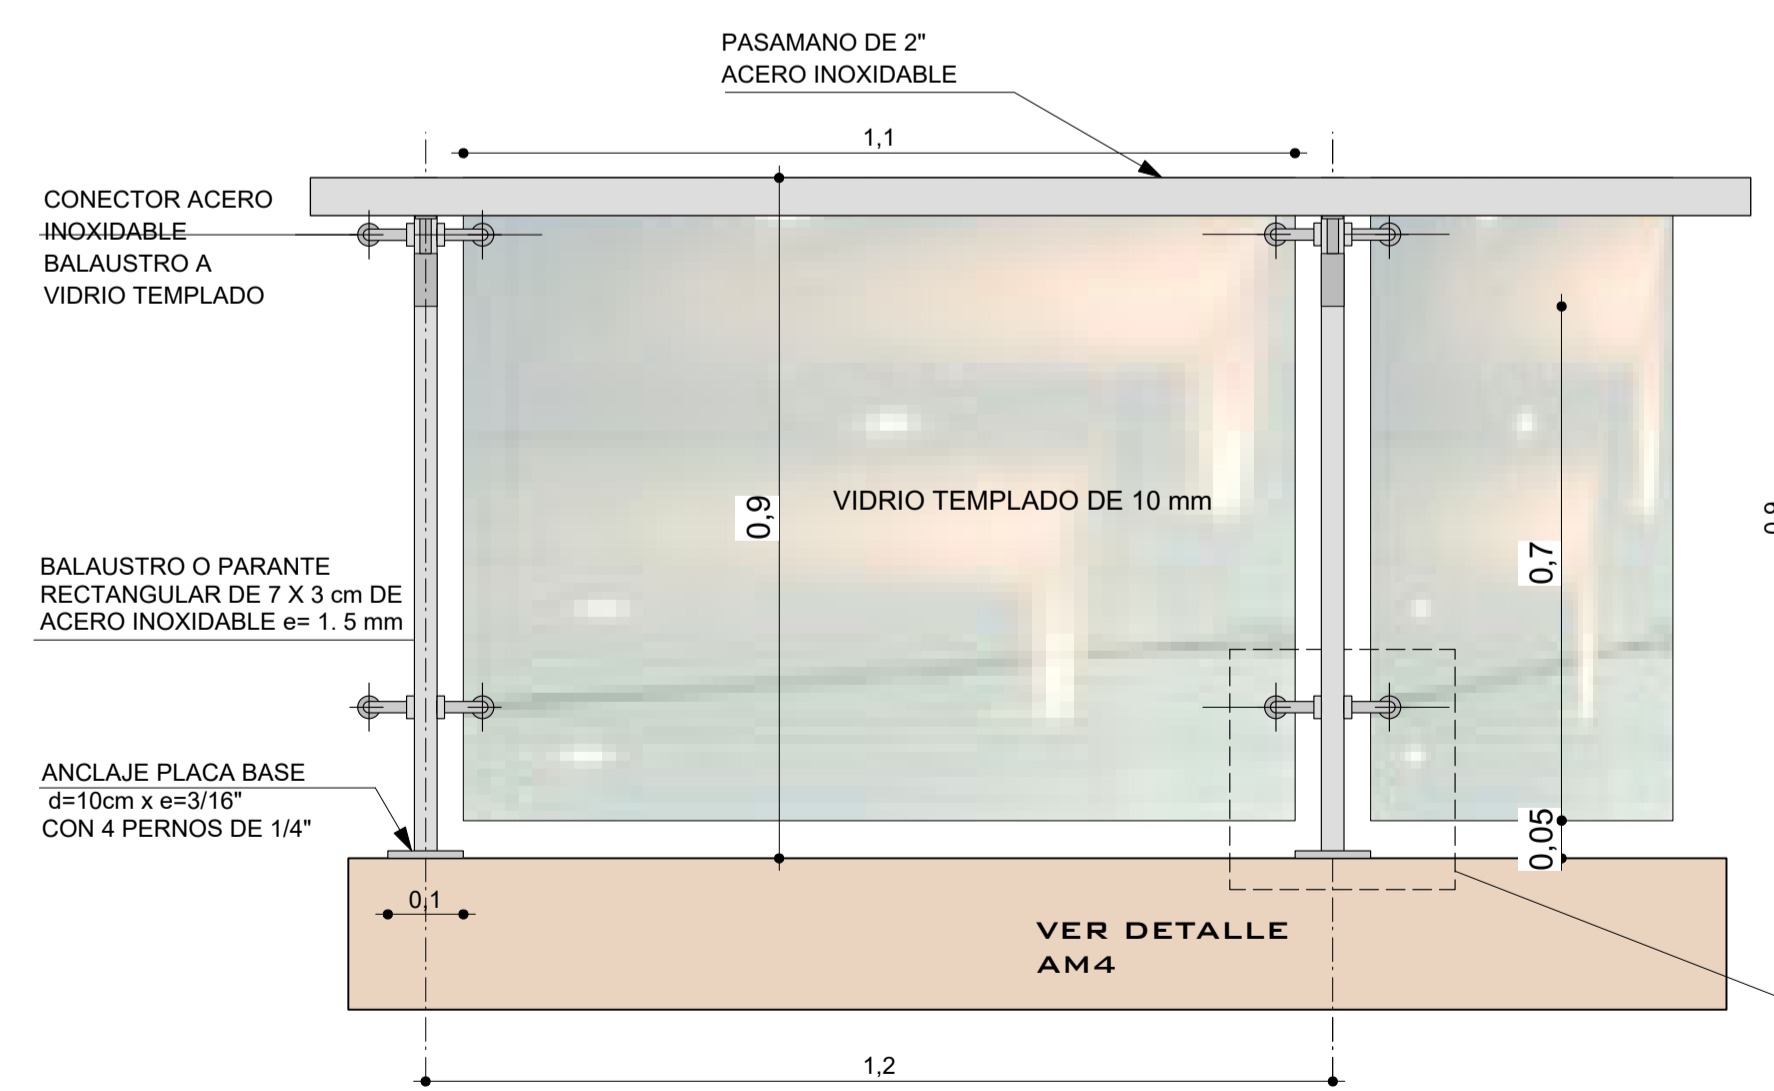 PASAMANO DE 2"
ACERO INOXIDABLE
1,1
CONECTOR ACERO
INOXIDABLE
BALAUSTRO A
VIDRIO TEMPLADO
0,9
VIDRIO TEMPLADO DE 10 mm
0,7
BALAUSTRO O PARANTE
RECTANGULAR DE 7 X 3 cm DE
ACERO INOXIDABLE e= 1. 5 mm
ANCLAJE PLACA BASE
d=10cm x e=3/16"
CON 4 PERNOS DE 1/4"
0,05
0,1
VER DETALLE
AM4
1,2